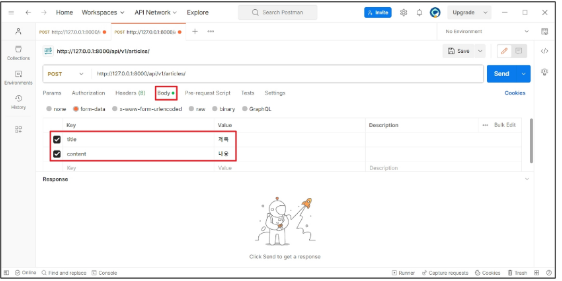 Home Workspaces API Network Explore Search Postman Invite Upgrade
POST http://127.0.0.1:8000/ POST http://127.0.0.1:8000/ No Environment
http://127.0.0.1:8000/api/v1/articles/ Save
POST http://127.0.0.1:8000/api/v1/articles/ Send
Params Authorization Headers (8) Body Pre-request Script Tests Settings Cookies
none form-data x-www-form-urlencoded raw binary GraphQL
Key Value Description Bulk Edit
title 제목
content 내용
Key Value Description
Response
Click Send to get a response
Collections
Environments
History
Online Find and replace Console Runner Capture requests Cookies Trash